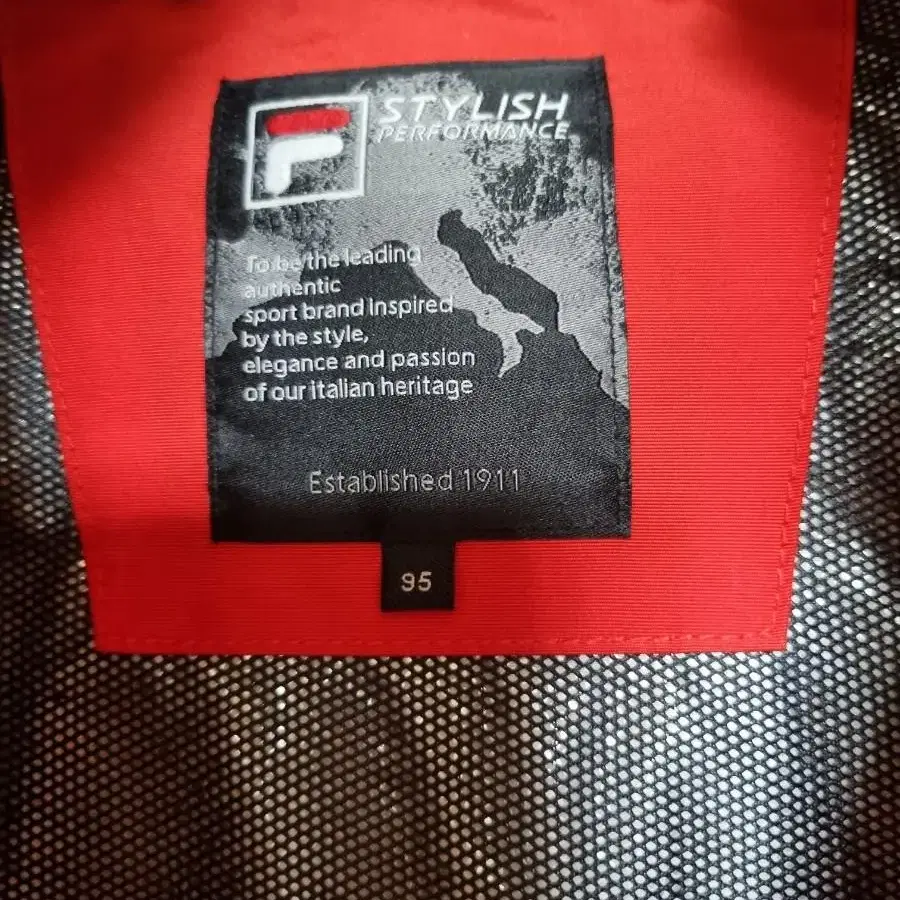 F
STYLISH
PERFORMANCE
To be the leading
authentic
sport brand inspired
by the style,
elegance and passion
of our italian heritage
Established 1911
95